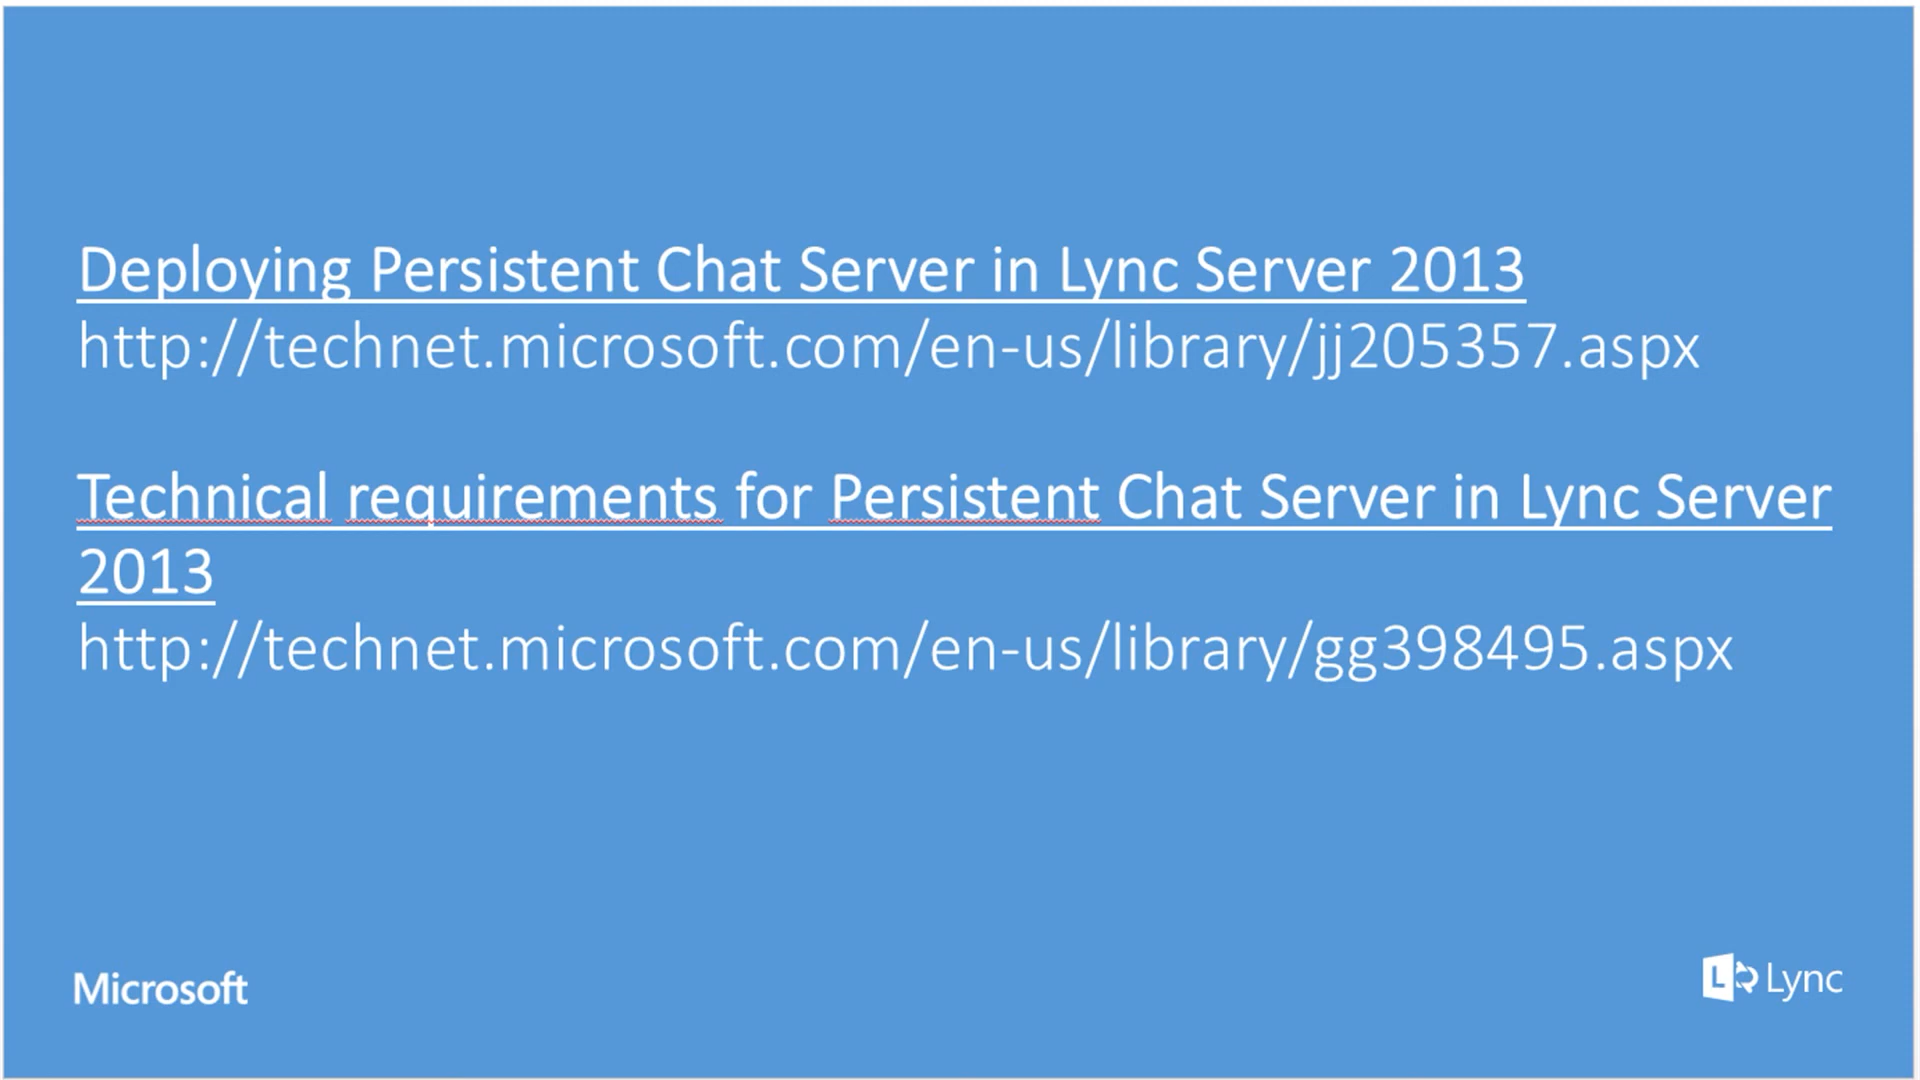 Deploying Persistent Chat Server in Lync Server 2013
http://technet.microsoft.com/en-us/library/jj205357.aspx
Technical requirements for Persistent Chat Server in Lync Server
2013
http://technet.microsoft.com/en-us/library/gg398495.aspx
Microsoft
L Lync